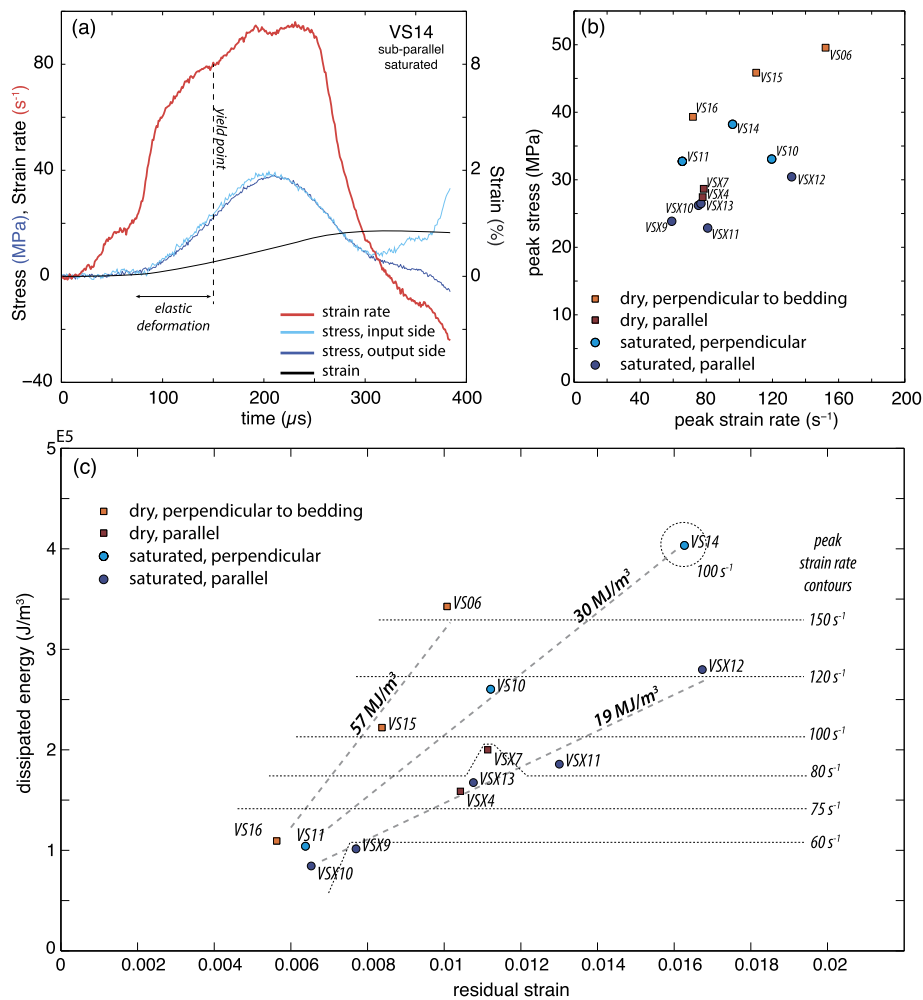 (a)
VS14
sub-parallel
saturated
80
40
0
−40
8
2
0
Stress (MPa), Strain rate (s-1)
Strain (%)
yield point
elastic
deformation
strain rate
stress, input side
stress, output side
strain
0
100
200
300
400
time (µs)
(b)
60
50
40
30
20
10
0
peak stress (MPa)
VS06
VS15
VS16
VS14
VS11
VS10
VSX12
VSX7
VSX4
VSX10
VSX13
VSX9
VSX11
dry, perpendicular to bedding
dry, parallel
saturated, perpendicular
saturated, parallel
0
40
80
120
160
200
peak strain rate (s−1)
5
E5
(c)
4
3
2
1
0
dissipated energy (J/m3)
dry, perpendicular to bedding
dry, parallel
saturated, perpendicular
saturated, parallel
VS14
100 s-1
peak
strain rate
contours
30 MJ/m3
VS06
150 s-1
VSX12
120 s-1
VS10
57 MJ/m3
19 MJ/m3
VS15
100 s-1
VSX7
VSX11
80 s-1
VSX13
VSX4
75 s-1
VS16
VS11
VSX9
60 s-1
VSX10
0
0.002
0.004
0.006
0.008
0.01
0.012
0.014
0.016
0.018
0.02
residual strain